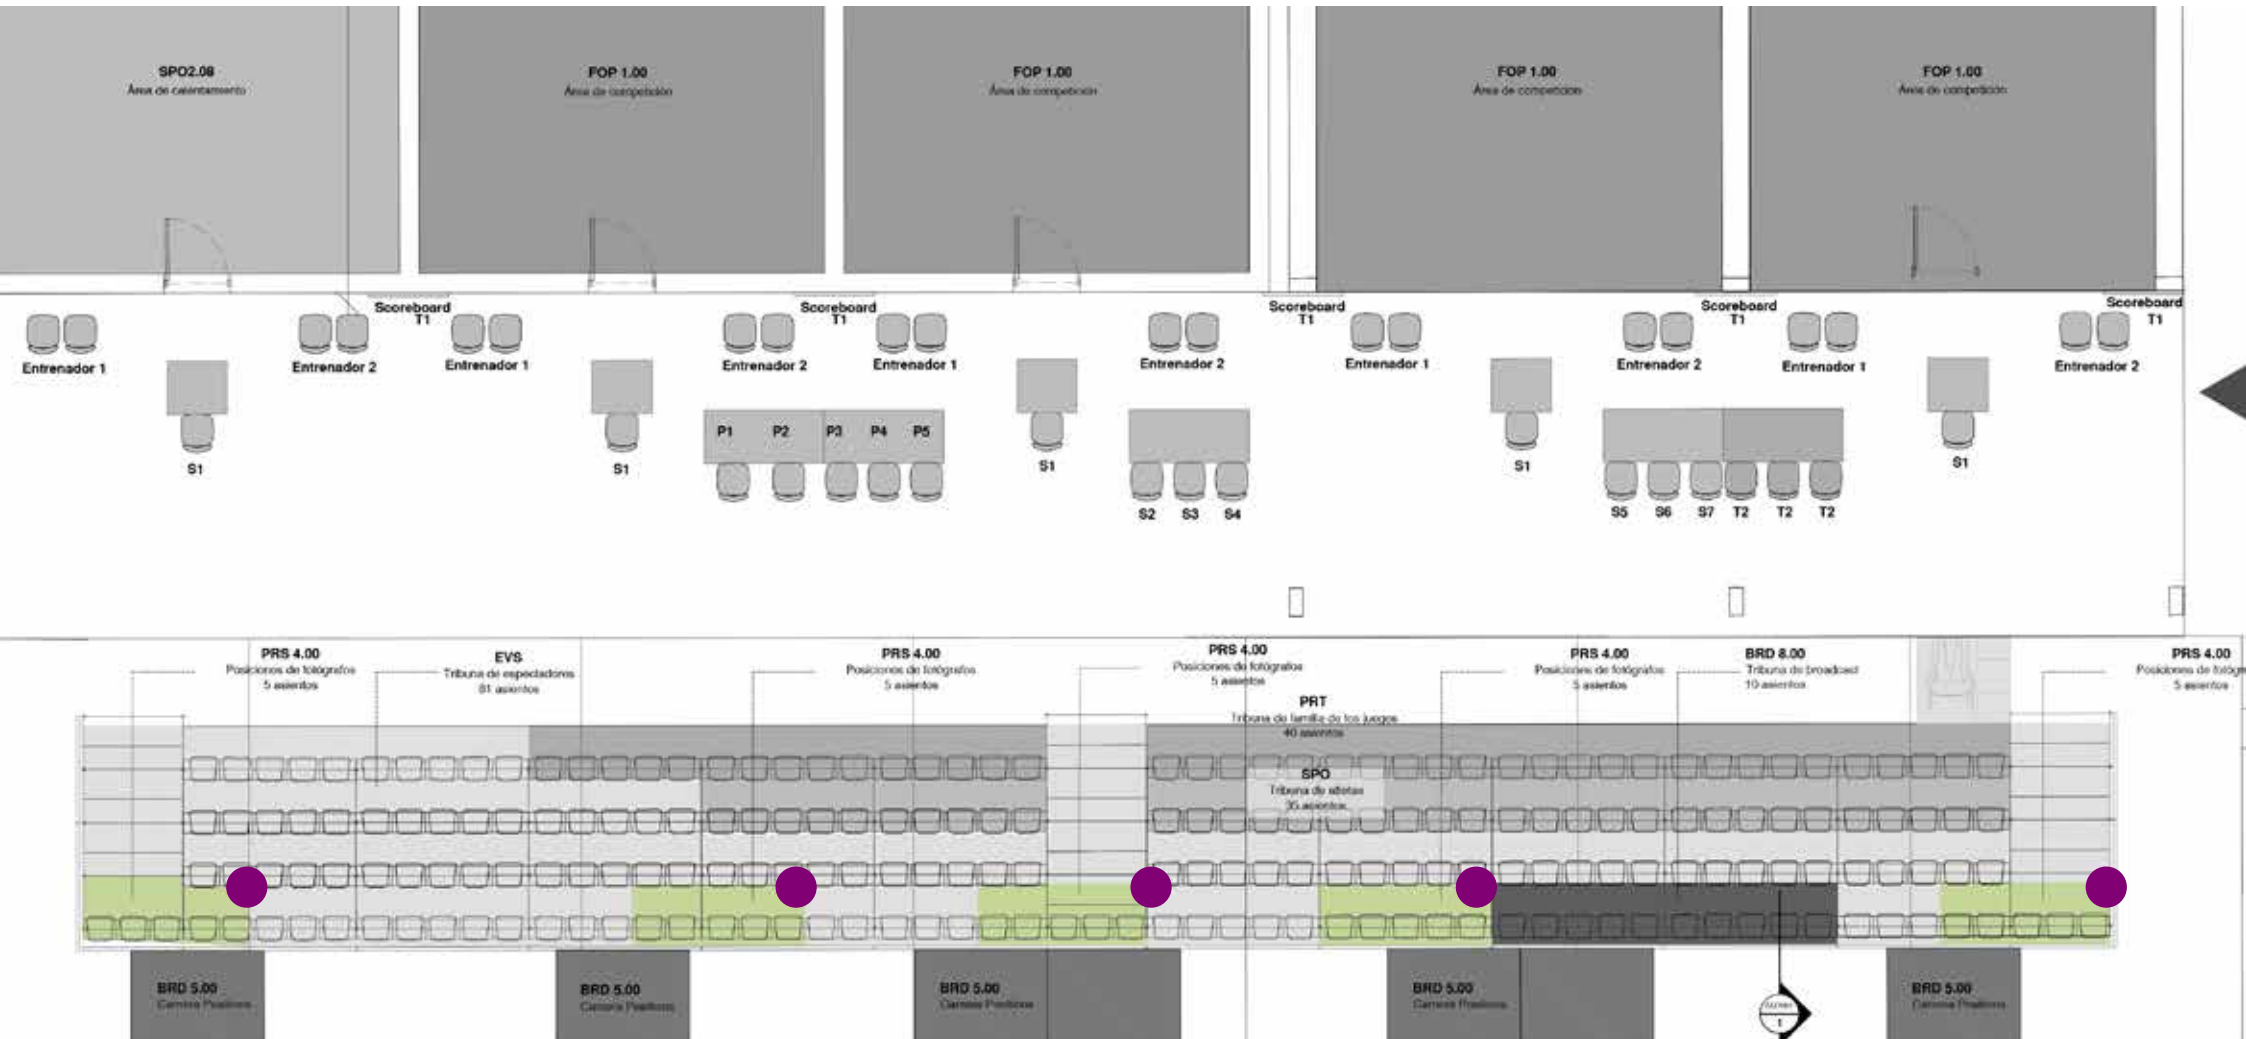 SPO2.08
Área de calentamiento
FOP 1.00
Área de competición
FOP 1.00
Área de competición
FOP 1.00
Área de competición
FOP 1.00
Área de competición
Scoreboard
T1
Scoreboard
T1
Scoreboard
T1
Scoreboard
T1
Scoreboard
T1
Entrenador 1
Entrenador 2
Entrenador 1
Entrenador 2
Entrenador 1
Entrenador 2
Entrenador 1
Entrenador 2
Entrenador 1
Entrenador 2
P1 P2 P3 P4 P5
S1
S1
S1
S1
S1
S2 S3 S4
S5 S6 S7 T2 T2 T2
PRS 4.00
Posiciones de fotógrafos
5 asientos
EVS
Tribuna de espectadores
81 asientos
PRS 4.00
Posiciones de fotógrafos
5 asientos
PRS 4.00
Posiciones de fotógrafos
5 asientos
PRS 4.00
Posiciones de fotógrafos
5 asientos
BRD 8.00
Tribuna de broadcast
10 asientos
PRS 4.00
Posiciones de fotógr
5 asientos
PRT
Tribuna de familia de los juegos
40 asientos
SPO
Tribuna de atletas
35 asientos
BRD 5.00
Camera Positions
BRD 5.00
Camera Positions
BRD 5.00
Camera Positions
BRD 5.00
Camera Positions
BRD 5.00
Camera Positions
1